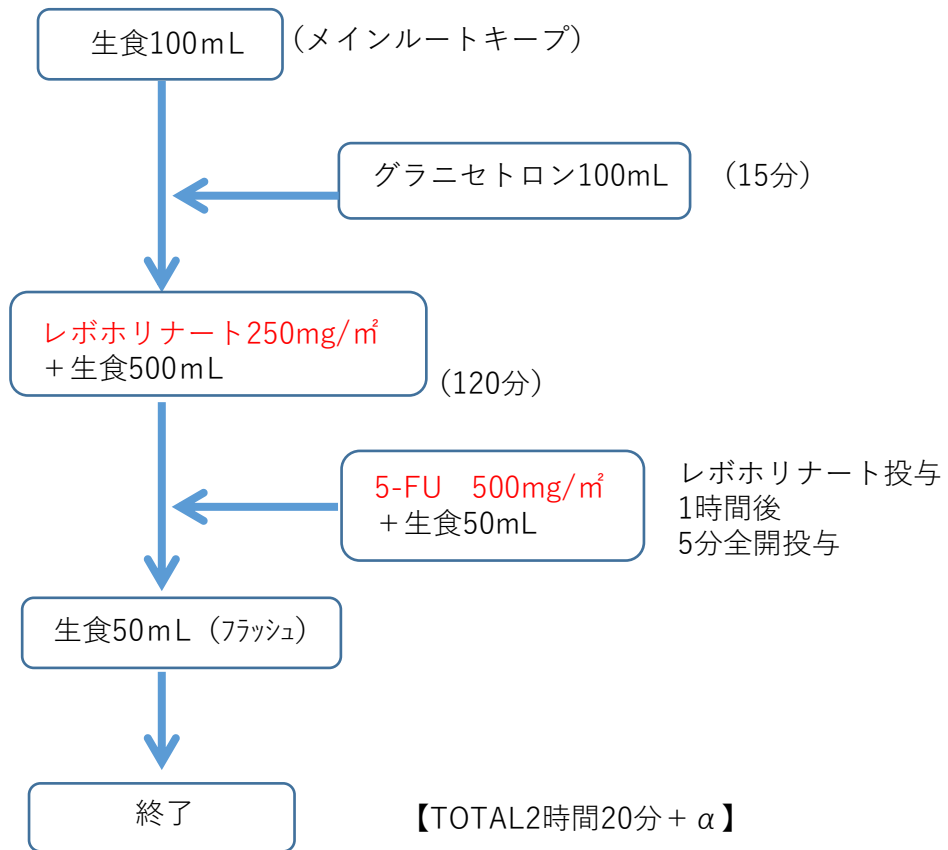 生食100mL
(メインルートキープ)
グラニセトロン100mL
(15分)
レボホリナート250mg/㎡
＋生食500mL
(120分)
5-FU　500mg/㎡
＋生食50mL
レボホリナート投与
1時間後
5分全開投与
生食50mL（ﾌﾗｯｼｭ）
終了
【TOTAL2時間20分＋α】